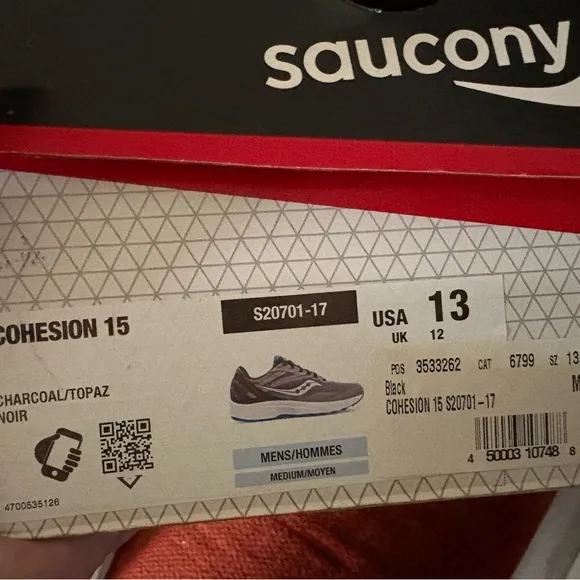 saucony
COHESION 15
S20701-17
USA 13
UK 12
CHARCOAL/TOPAZ
NOIR
4700535126
MENS/HOMMES
MEDIUM/MOYEN
POS 3533262 CAT 6799 SZ 13
Black
COHESION 15 S20701-17
4 50003 10748 8